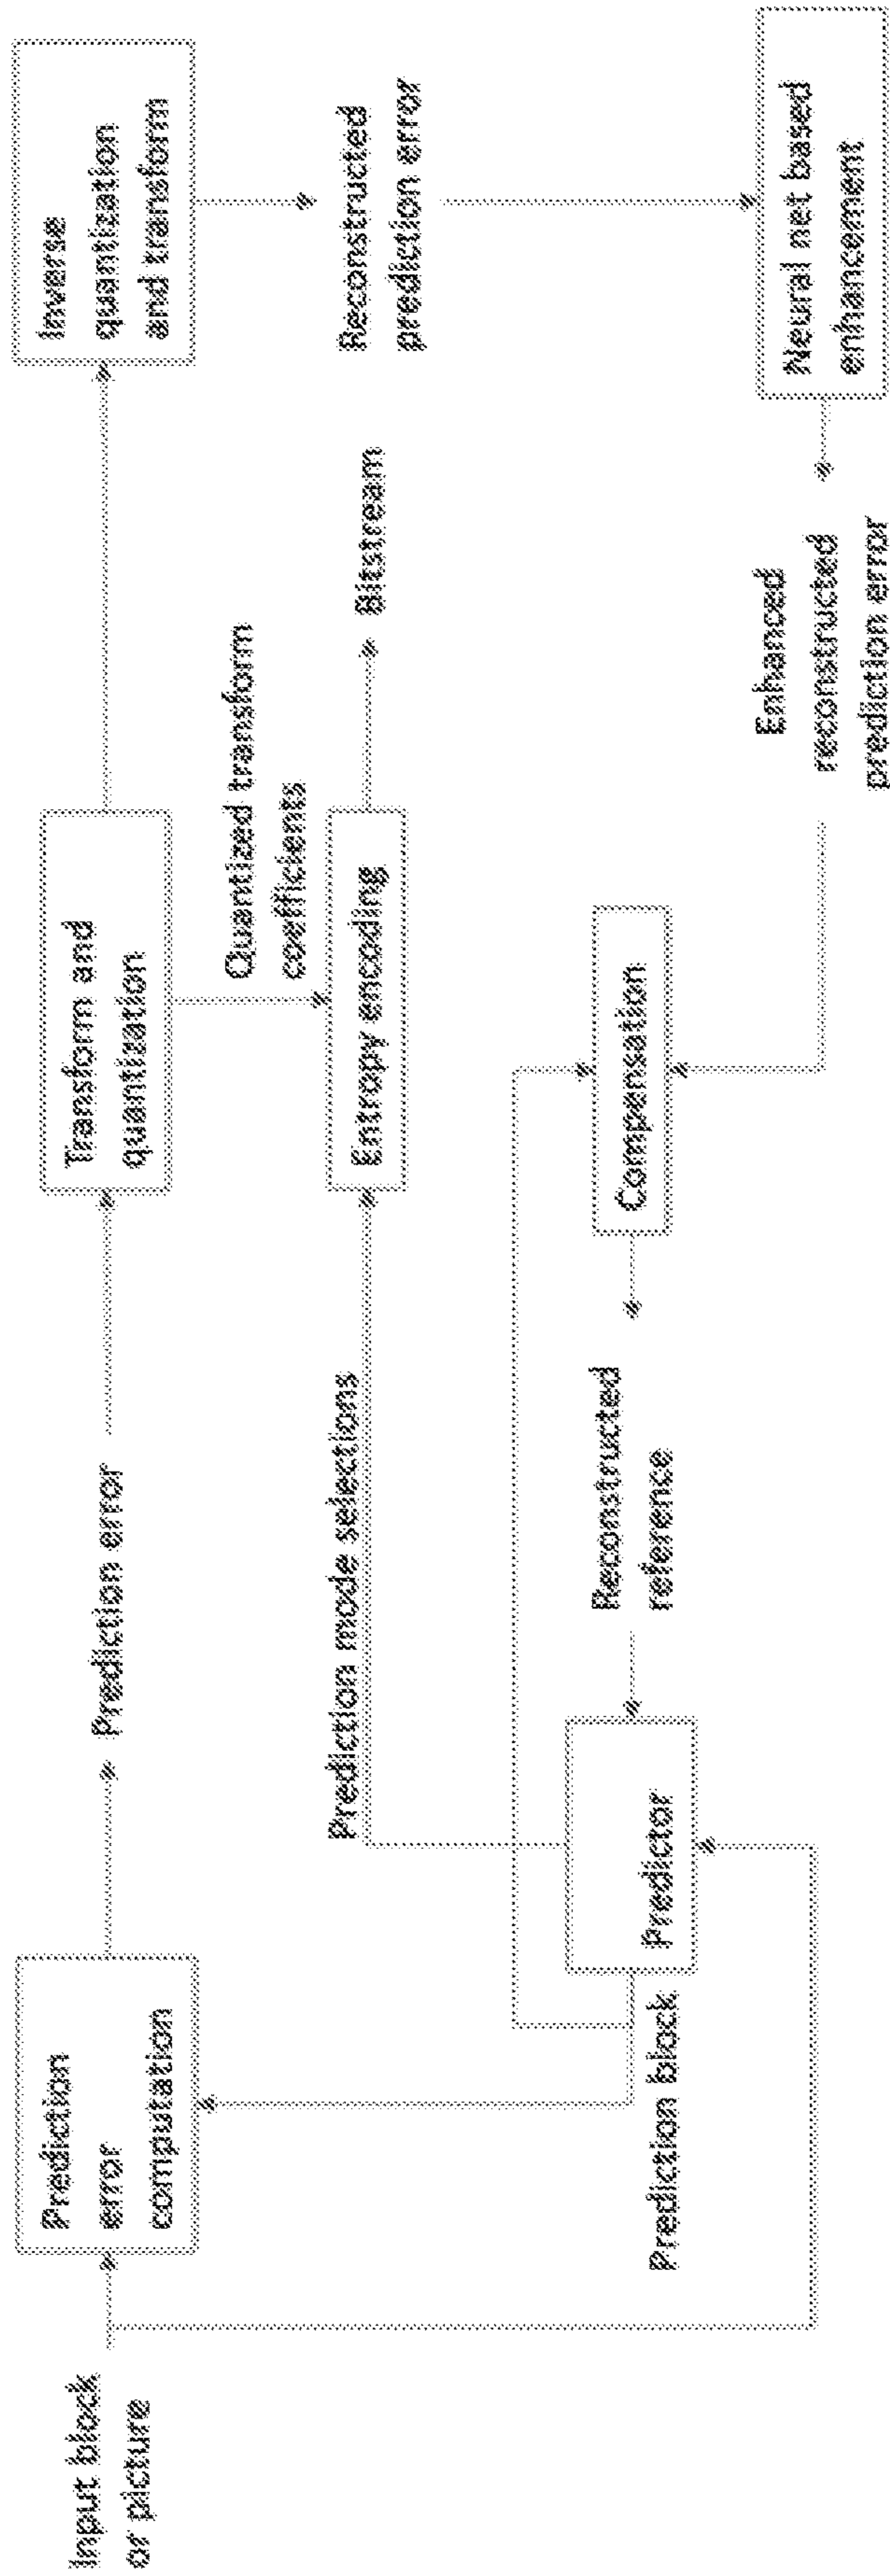 Input block
or picture
Prediction
error
computation
Prediction error
Transform and
quantization
Inverse
quantization
and transform
Quantized transform
coefficients
Reconstructed
prediction error
Prediction mode selections
Entropy encoding
Bitstream
Prediction block
Predictor
Reconstructed
reference
Compensation
Enhanced
reconstructed
prediction error
Neural net based
enhancement